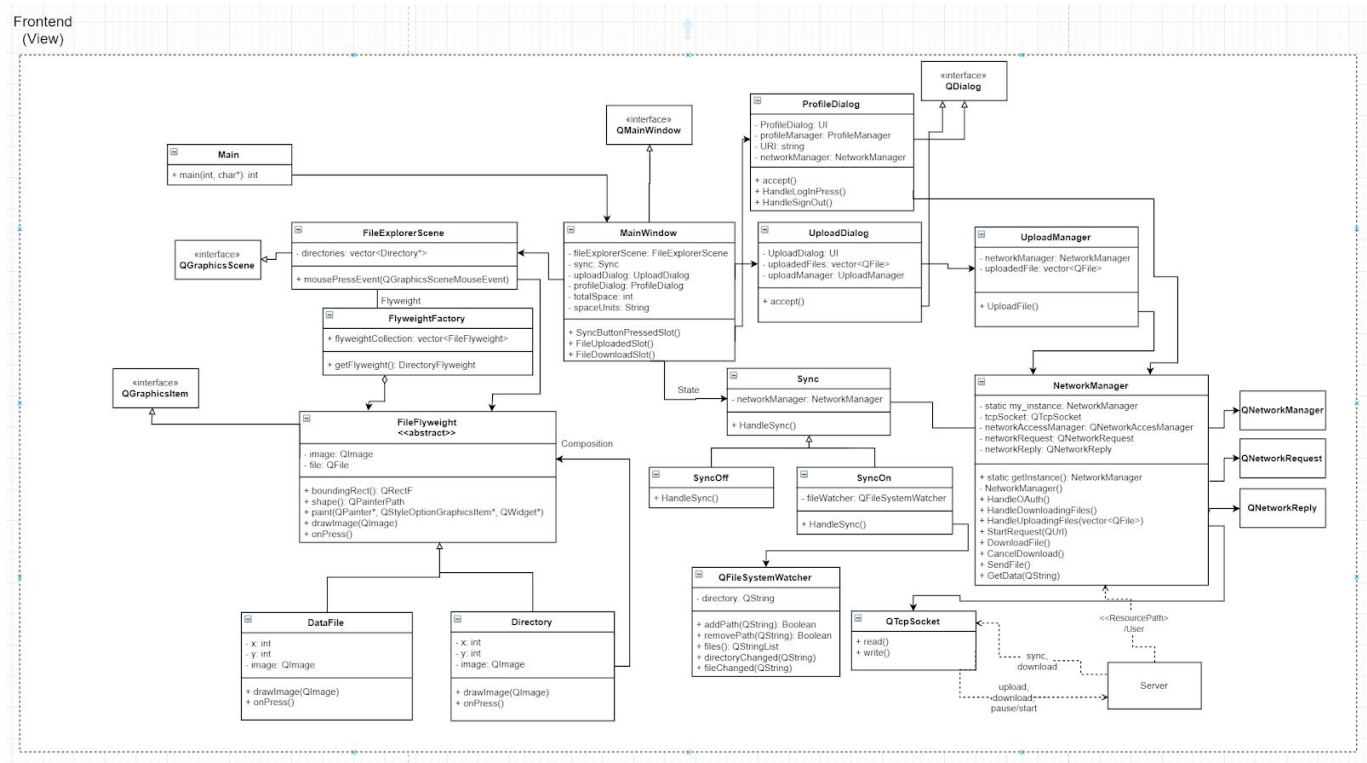 Frontend
(View)
«interface»
QDialog
ProfileDialog
- ProfileDialog: UI
- profileManager: ProfileManager
- URI: string
- networkManager: NetworkManager
+ accept()
+ HandleLogInPress()
+ HandleSignOut()
«interface»
QMainWindow
Main
+ main(int, char*): int
FileExplorerScene
- directories: vector<Directory*>
+ mousePressEvent(QGraphicsSceneMouseEvent)
«interface»
QGraphicsScene
MainWindow
- fileExplorerScene: FileExplorerScene
- sync: Sync
- uploadDialog: UploadDialog
- profileDialog: ProfileDialog
- totalSpace: int
- spaceUnits: String
+ SyncButtonPressedSlot()
+ FileUploadedSlot()
+ FileDownloadSlot()
UploadDialog
- UploadDialog: UI
- uploadedFiles: vector<QFile>
- uploadManager: UploadManager
+ accept()
UploadManager
- networkManager: NetworkManager
- uploadedFile: vector<QFile>
+ UploadFile()
Flyweight
FlyweightFactory
+ flyweightCollection: vector<FileFlyweight>
+ getFlyweight(): DirectoryFlyweight
«interface»
QGraphicsItem
State
Sync
- networkManager: NetworkManager
+ HandleSync()
NetworkManager
- static my_instance: NetworkManager
- tcpSocket: QTcpSocket
- networkAccessManager: QNetworkAccesManager
- networkRequest: QNetworkRequest
- networkReply: QNetworkReply
+ static getInstance(): NetworkManager
- NetworkManager()
+ HandleOAuth()
+ HandleDownloadingFiles()
+ HandleUploadingFiles(vector<QFile>)
+ StartRequest(QUrl)
+ DownloadFile()
+ CancelDownload()
+ SendFile()
+ GetData(QString)
QNetworkManager
QNetworkRequest
QNetworkReply
FileFlyweight
<<abstract>>
- image: QImage
- file: QFile
+ boundingRect(): QRectF
+ shape(): QPainterPath
+ paint(QPainter*, QStyleOptionGraphicsItem*, QWidget*)
+ drawImage(QImage)
+ onPress()
Composition
SyncOff
+ HandleSync()
SyncOn
- fileWatcher: QFileSystemWatcher
+ HandleSync()
QFileSystemWatcher
- directory: QString
+ addPath(QString): Boolean
+ removePath(QString): Boolean
+ files(): QStringList
+ directoryChanged(QString)
+ fileChanged(QString)
QTcpSocket
+ read()
+ write()
<<ResourcePath>
/User
sync,
download
upload,
download,
pause/start
Server
DataFile
- x: int
- y: int
- image: QImage
+ drawImage(QImage)
+ onPress()
Directory
- x: int
- y: int
- image: QImage
+ drawImage(QImage)
+ onPress()